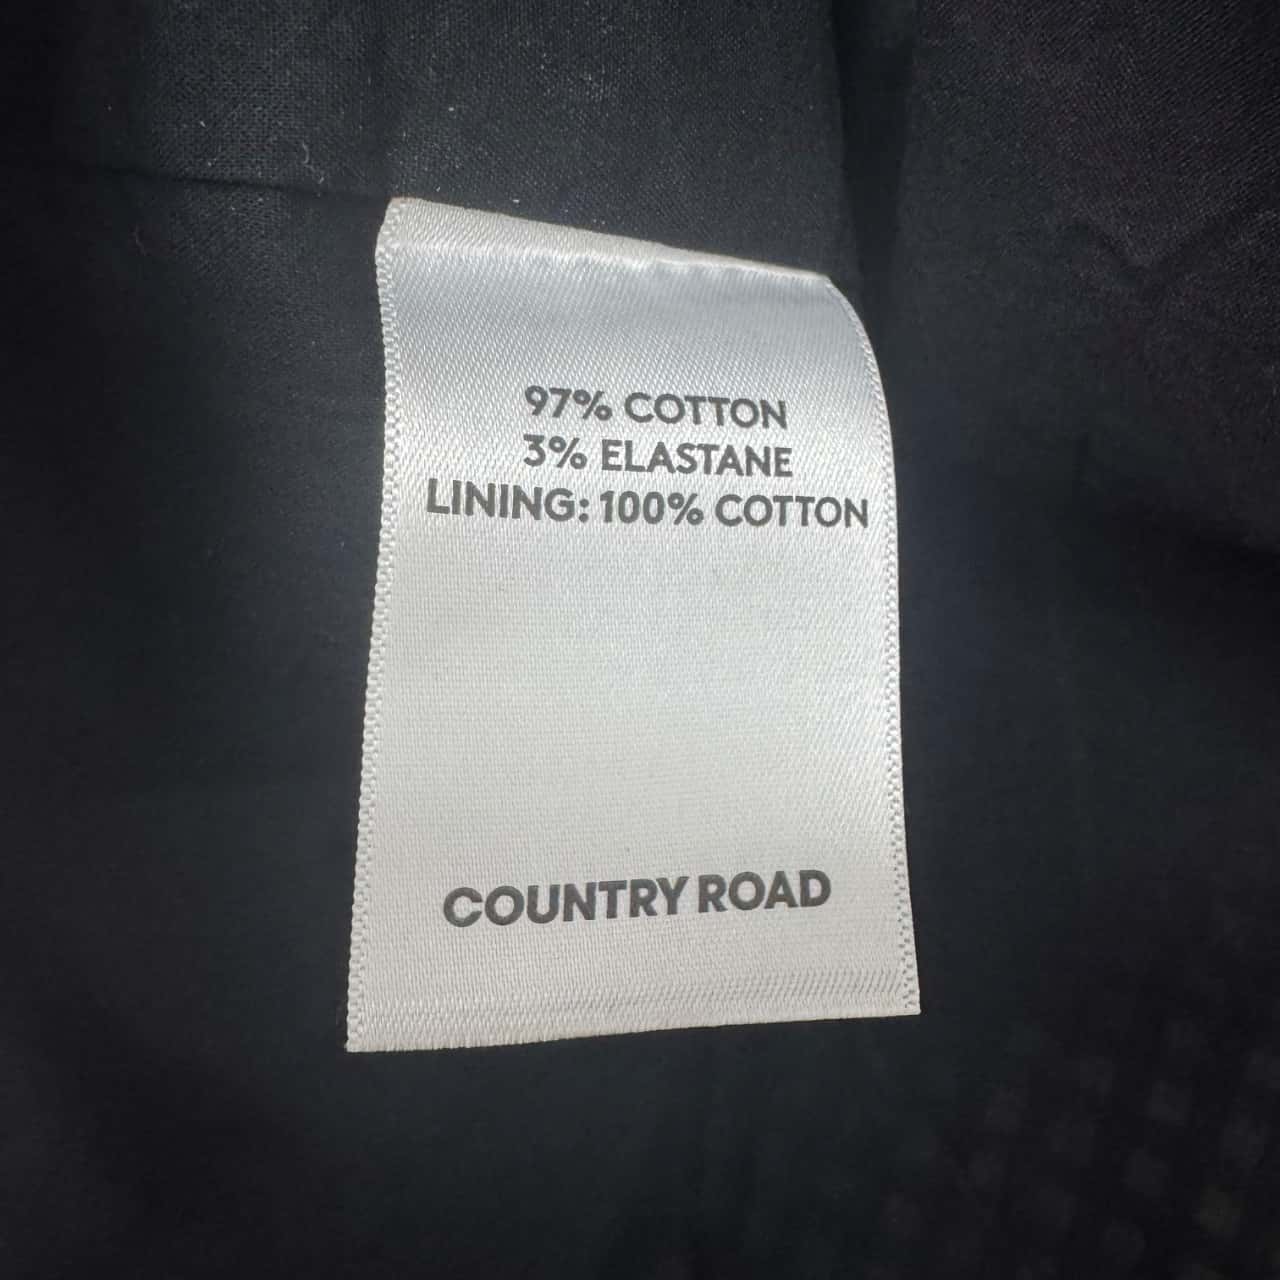 97% COTTON
3% ELASTANE
LINING: 100% COTTON
COUNTRY ROAD